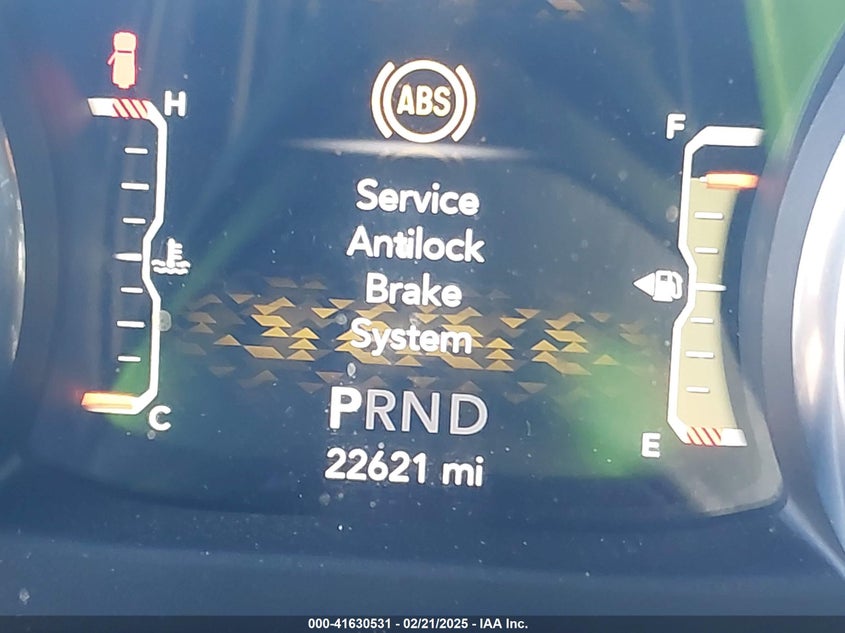 ABS
H
F
Service
Antilock
Brake
System
C
E
PRND
22621 mi
000-41630531 - 02/21/2025 - IAA Inc.